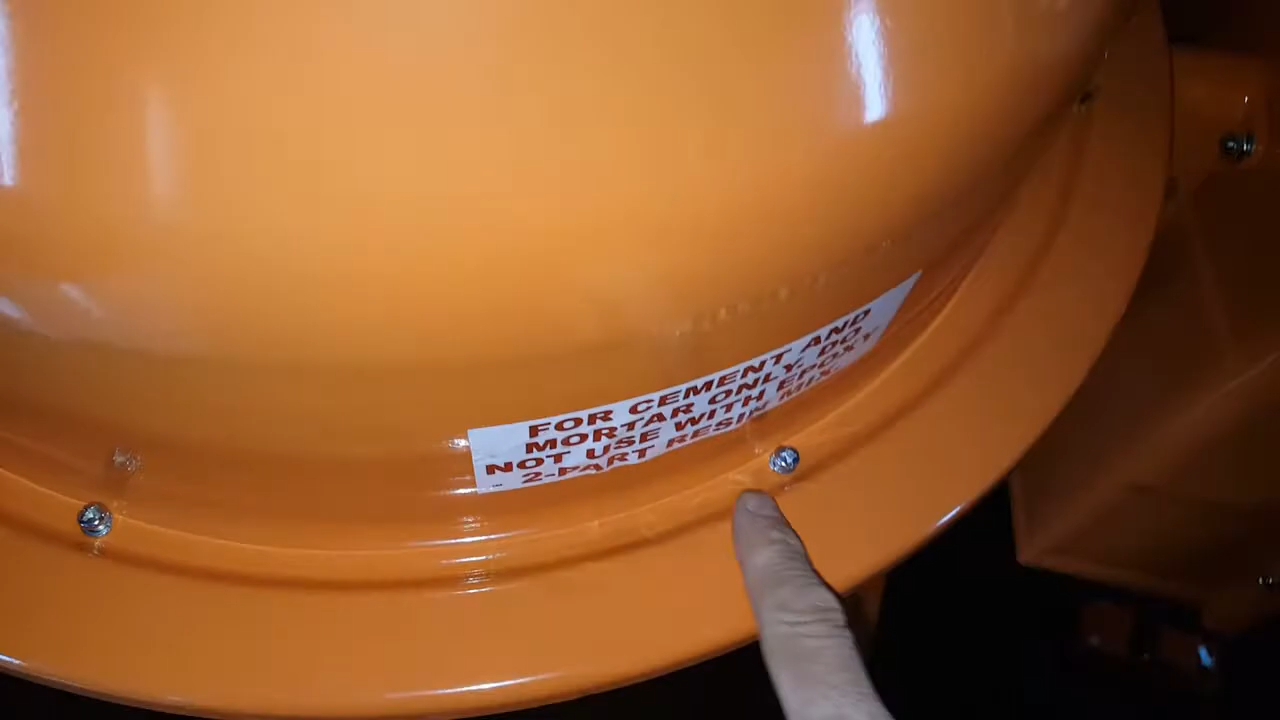 FOR CEMENT AND
MORTAR ONLY. DO
NOT USE WITH EPOXY
2-PART RESIN MIX.